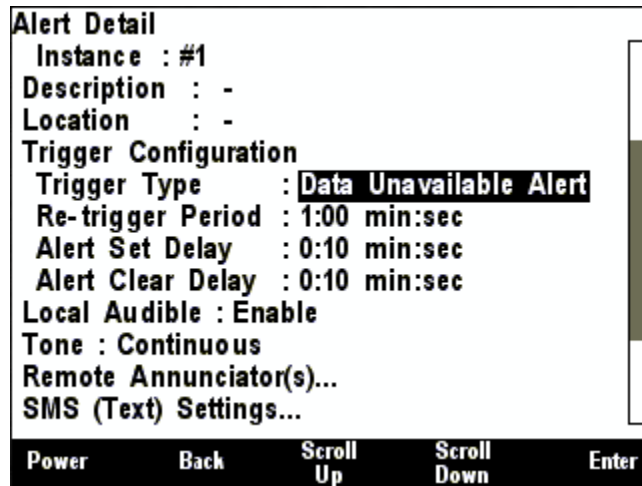 Alert Detail
Instance : #1
Description : -
Location : -
Trigger Configuration
Trigger Type : Data Unavailable Alert
Re-trigger Period : 1:00 min:sec
Alert Set Delay : 0:10 min:sec
Alert Clear Delay : 0:10 min:sec
Local Audible : Enable
Tone : Continuous
Remote Annunciator(s)...
SMS (Text) Settings...
Power Back Scroll Up Scroll Down Enter